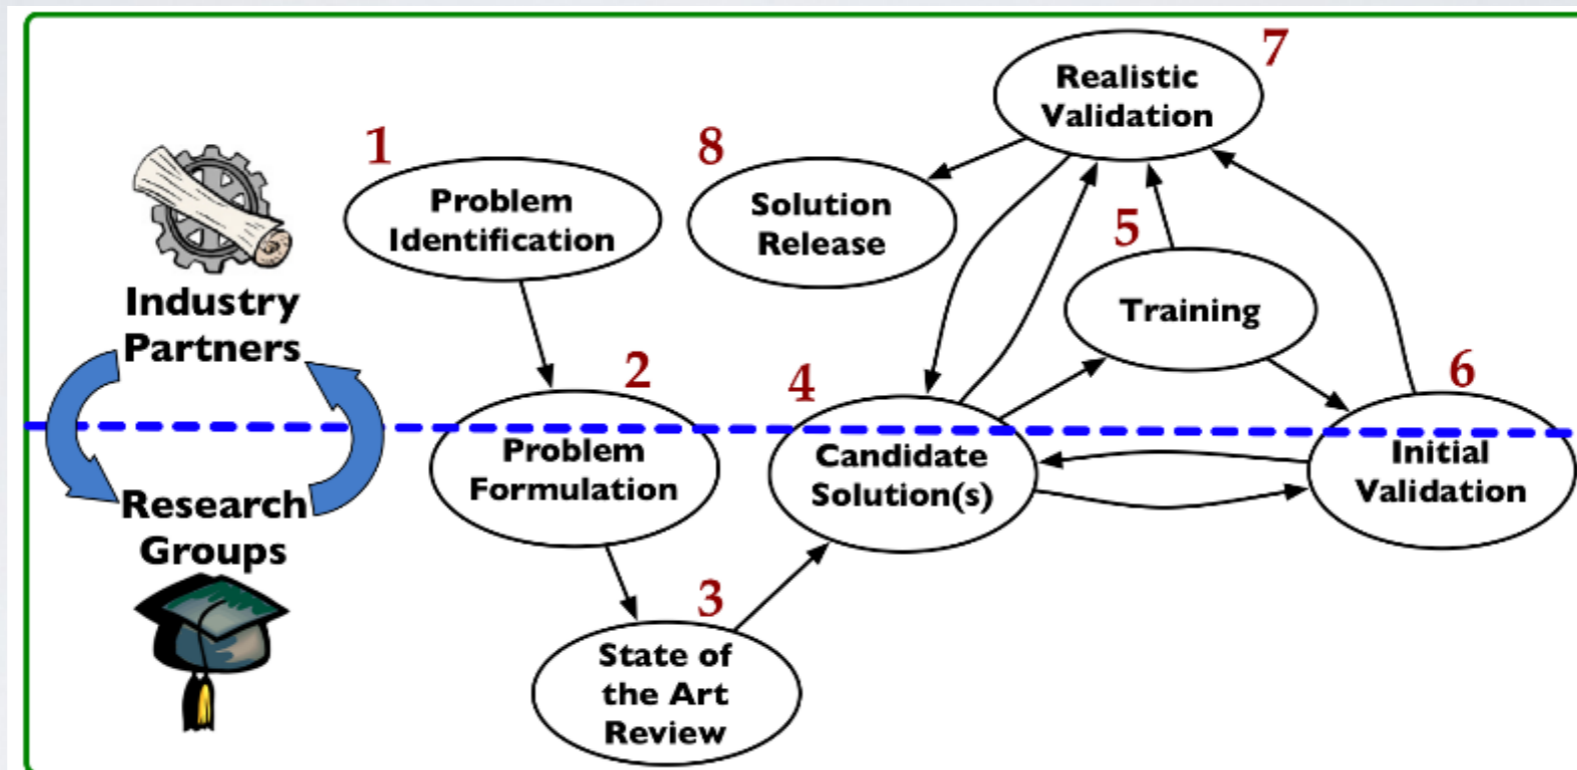 Industry
Partners
Research
Groups
1
Problem
Identification
2
Problem
Formulation
3
State of
the Art
Review
4
Candidate
Solution(s)
5
Training
6
Initial
Validation
7
Realistic
Validation
8
Solution
Release